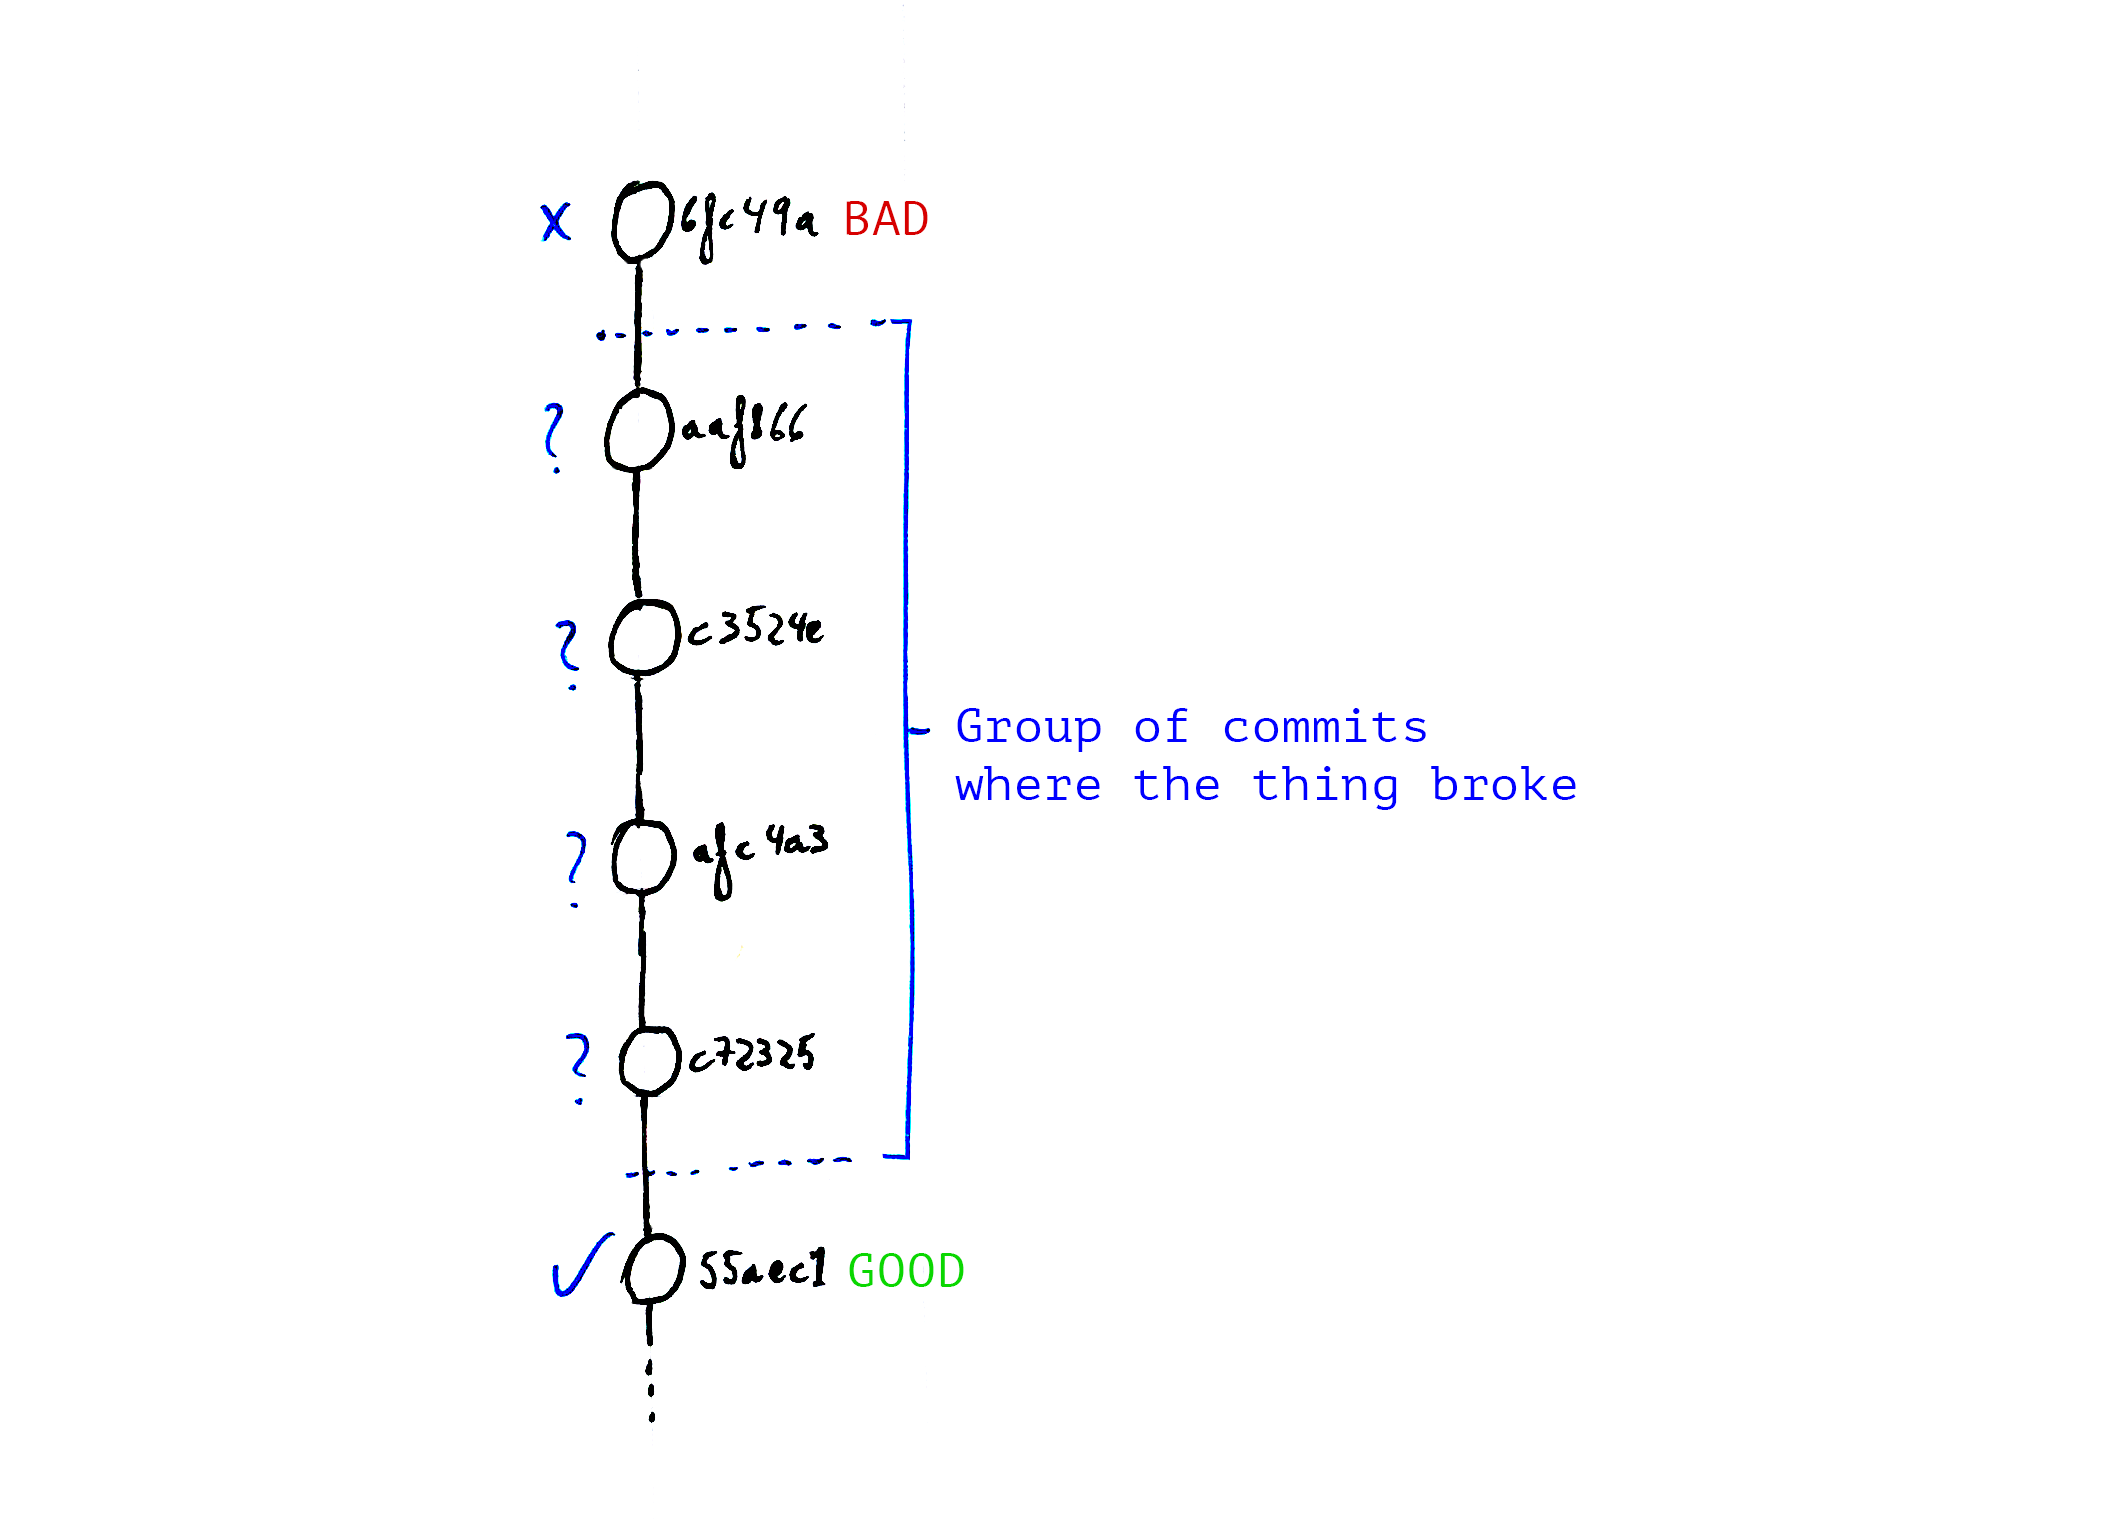 x 6fc49a BAD
? aaf866
? c3524e
Group of commits
where the thing broke
? afc4a3
? c72325
✓ 55aec1 GOOD